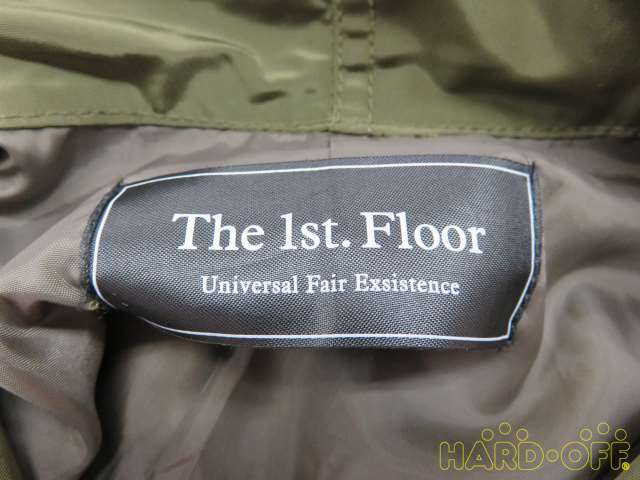 The 1st. Floor
Universal Fair Exsistence
HARD·OFF®